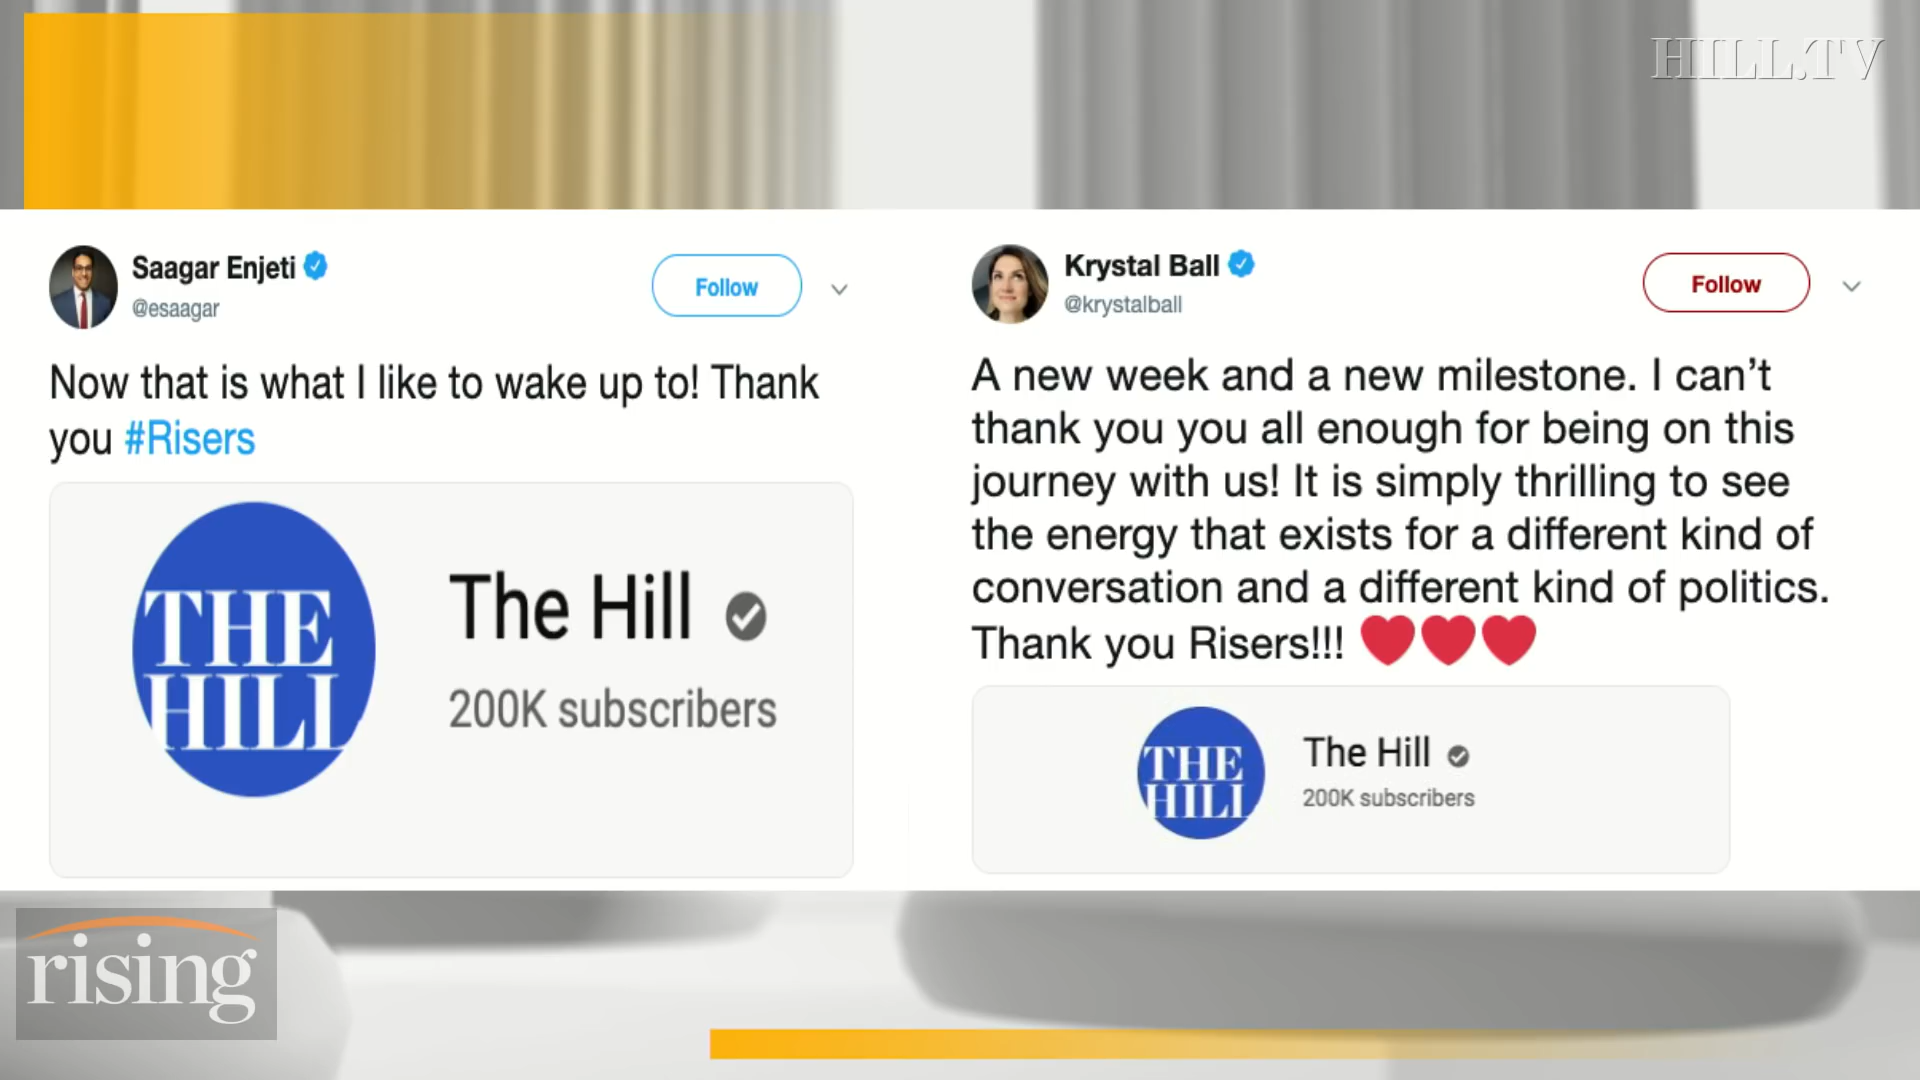 HILL.TV
Saagar Enjeti
@esaagar
Follow
Now that is what I like to wake up to! Thank
you #Risers
THE
HILL
The Hill
200K subscribers
Krystal Ball
@krystalball
Follow
A new week and a new milestone. I can’t
thank you you all enough for being on this
journey with us! It is simply thrilling to see
the energy that exists for a different kind of
conversation and a different kind of politics.
Thank you Risers!!! ❤️❤️❤️
THE
HILL
The Hill
200K subscribers
rising